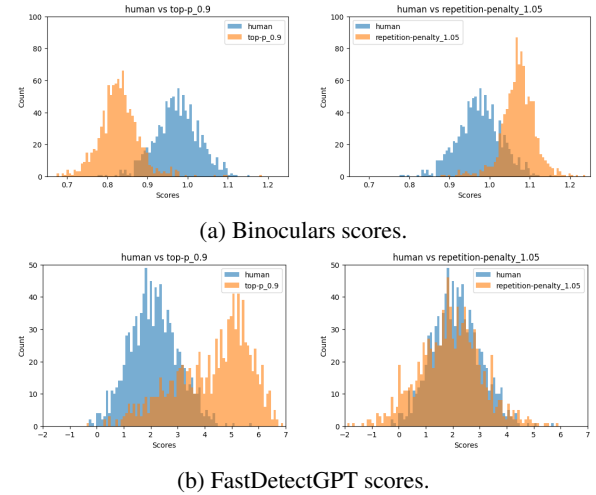 human vs top-p_0.9
human vs repetition-penalty_1.05
100
80
60
40
20
0
Count
human
top-p_0.9
0.7 0.8 0.9 1.0 1.1 1.2
Scores
100
80
60
40
20
0
Count
human
repetition-penalty_1.05
0.7 0.8 0.9 1.0 1.1 1.2
Scores
(a) Binoculars scores.
human vs top-p_0.9
human vs repetition-penalty_1.05
50
40
30
20
10
0
Count
human
top-p_0.9
−2 −1 0 1 2 3 4 5 6 7
Scores
50
40
30
20
10
0
Count
human
repetition-penalty_1.05
−2 −1 0 1 2 3 4 5 6 7
Scores
(b) FastDetectGPT scores.